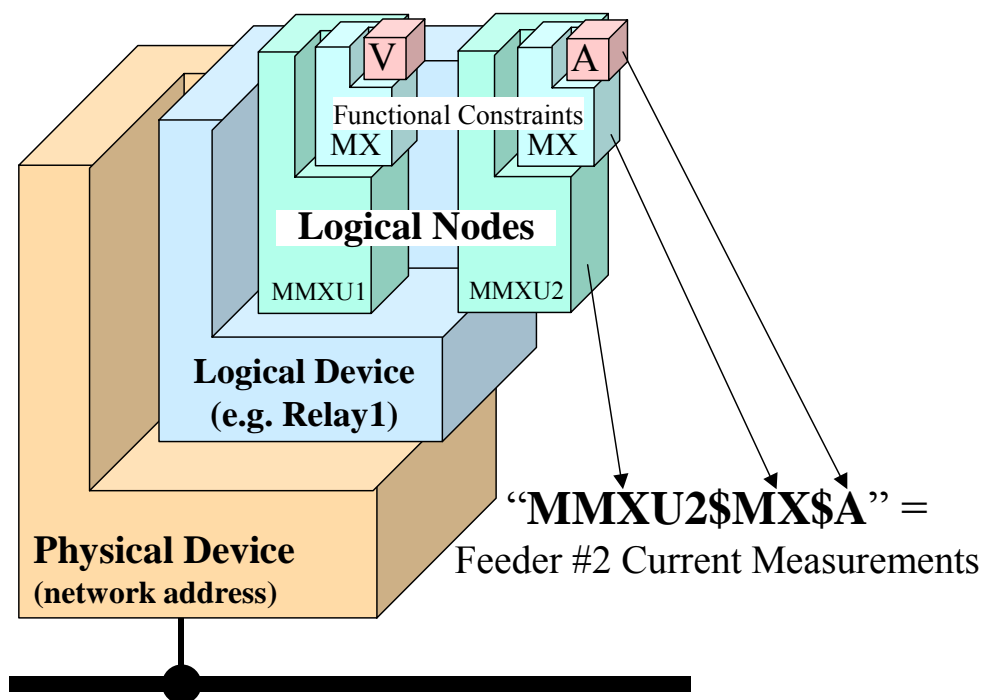 V
A
Functional Constraints
MX
MX
Logical Nodes
MMXU1
MMXU2
Logical Device
(e.g. Relay1)
“MMXU2$MX$A” =
Feeder #2 Current Measurements
Physical Device
(network address)